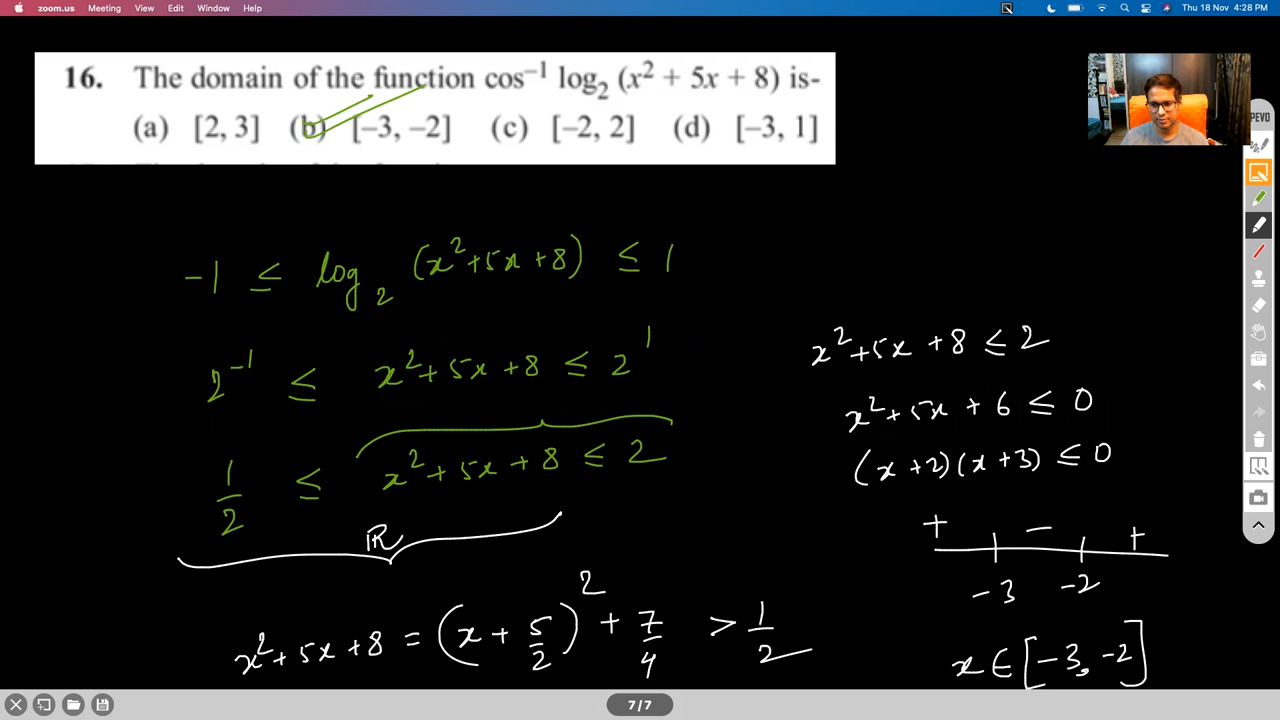 zoom.us Meeting View Edit Window Help Thu 18 Nov 4:28 PM
16. The domain of the function cos⁻¹ log₂ (x² + 5x + 8) is-
(a) [2, 3] (b) [–3, –2] (c) [–2, 2] (d) [–3, 1]
-1 ≤ log₂ (x²+5x+8) ≤ 1
2⁻¹ ≤ x²+5x+8 ≤ 2¹
1/2 ≤ x²+5x+8 ≤ 2
ℝ
x²+5x+8 = (x + 5/2)² + 7/4 > 1/2
x²+5x+8 ≤ 2
x²+5x+6 ≤ 0
(x+2)(x+3) ≤ 0
+ − +
-3 -2
x ∈ [-3, -2]
7/7